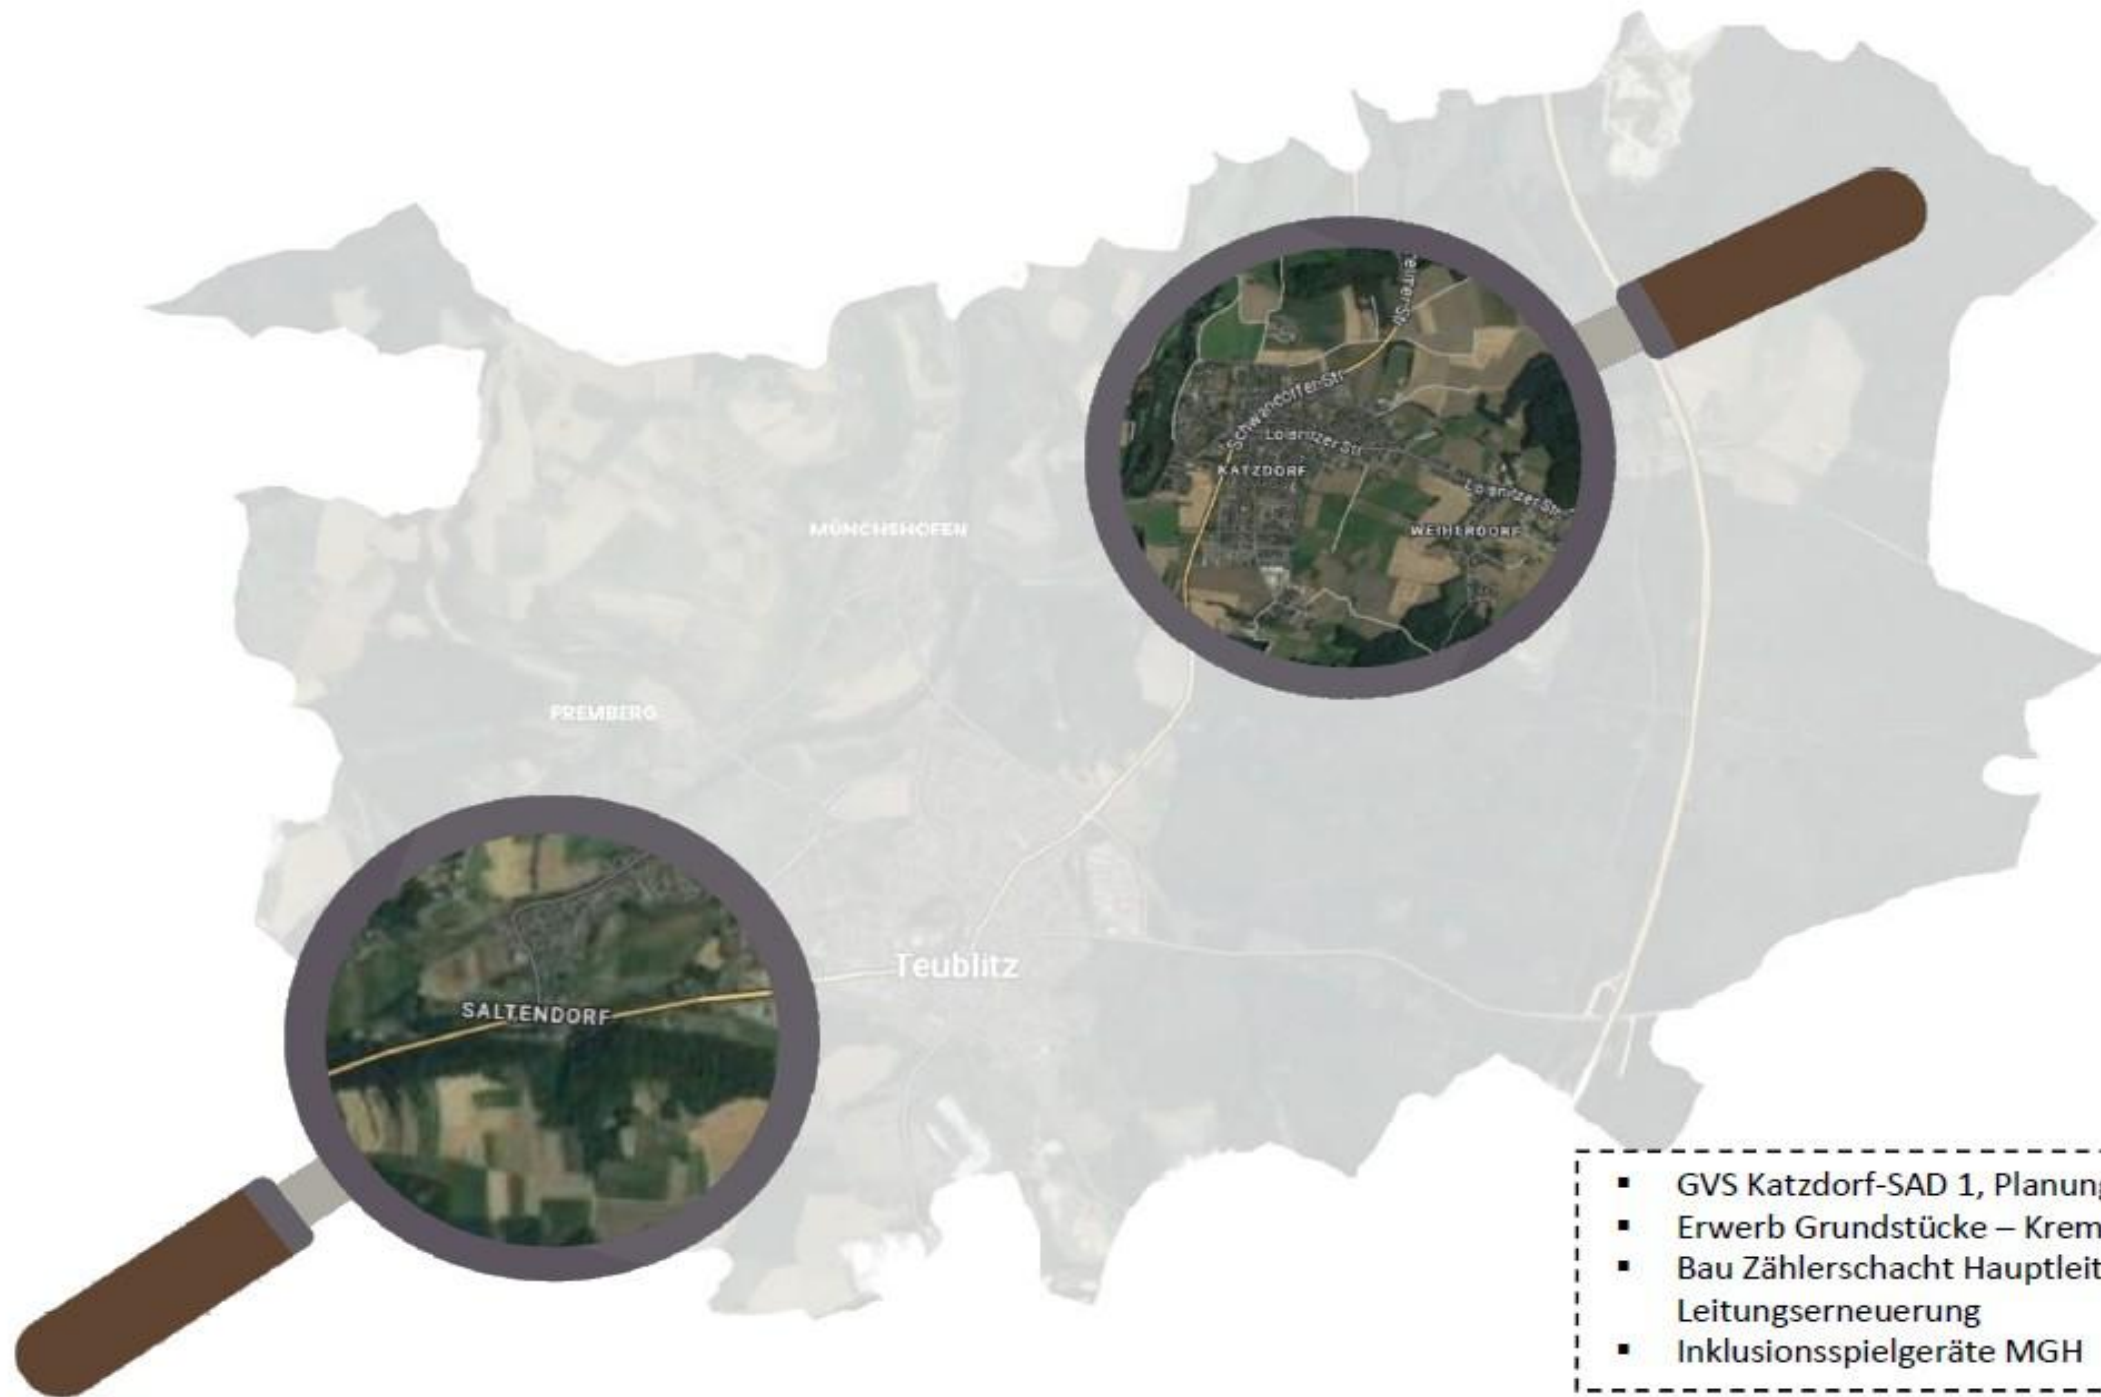 Schwandorfer Str
Loisnitzer Str
KATZDORF
Loisnitzer Str
MÜNCHSHOFEN
WEIHERDORF
PREMBERG
Teublitz
SALTENDORF
▪ GVS Katzdorf-SAD 1, Planung
▪ Erwerb Grundstücke – Krem
▪ Bau Zählerschacht Hauptleit
Leitungserneuerung
▪ Inklusionsspielgeräte MGH